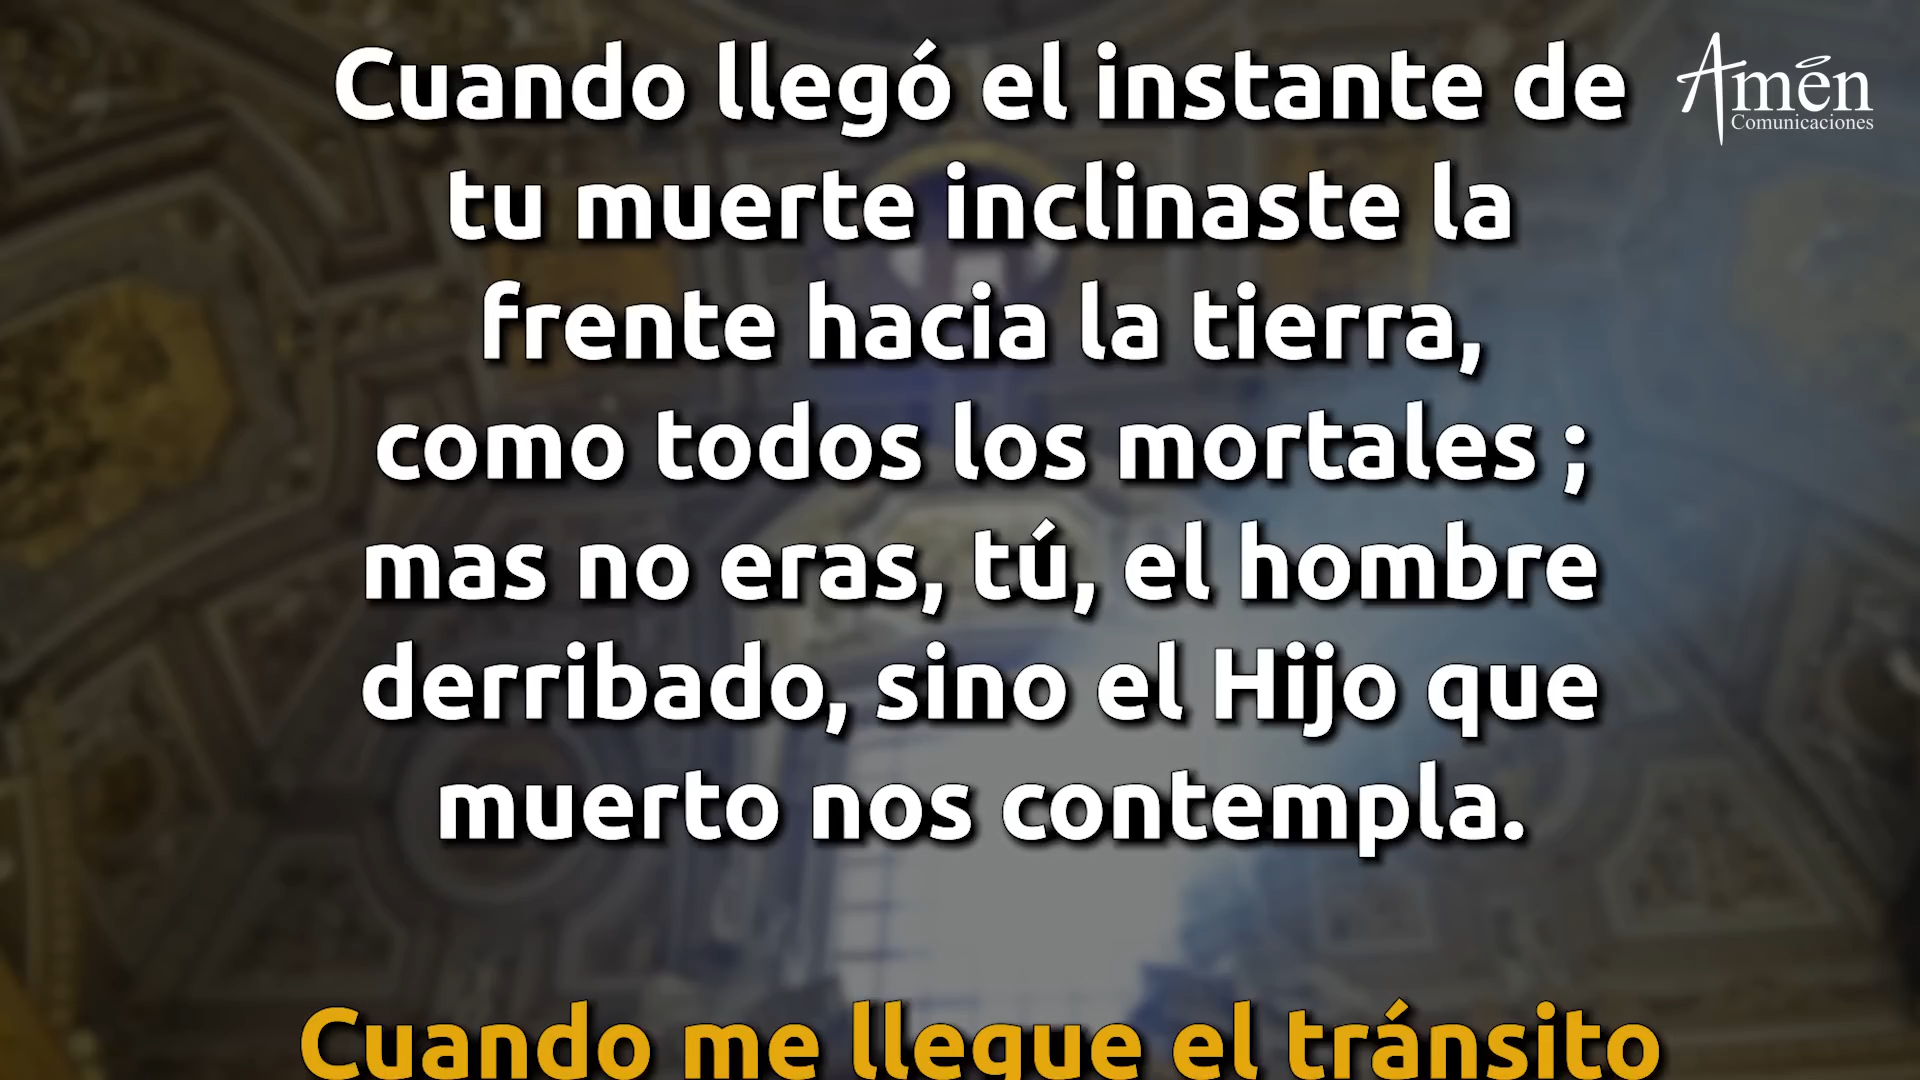 Cuando llegó el instante de
tu muerte inclinaste la
frente hacia la tierra,
como todos los mortales ;
mas no eras, tú, el hombre
derribado, sino el Hijo que
muerto nos contempla.
Cuando me llegue el tránsito
Amén
Comunicaciones